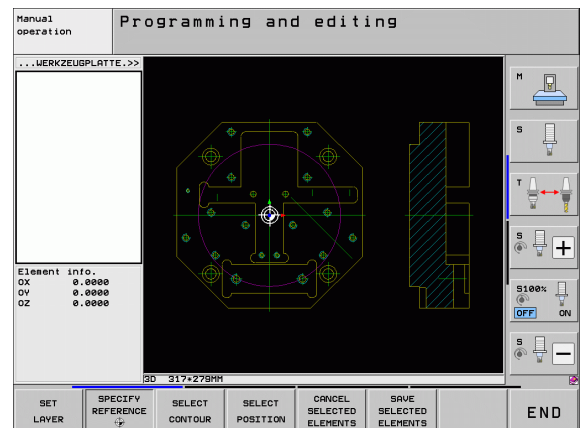 Manual
operation
Programming and editing
...WERKZEUGPLATTE.>>
M
S
T
S
Element info.
OX 0.0000
OY 0.0000
OZ 0.0000
S100%
OFF ON
S
3D 317*279MM
SET
LAYER
SPECIFY
REFERENCE
SELECT
CONTOUR
SELECT
POSITION
CANCEL
SELECTED
ELEMENTS
SAVE
SELECTED
ELEMENTS
END